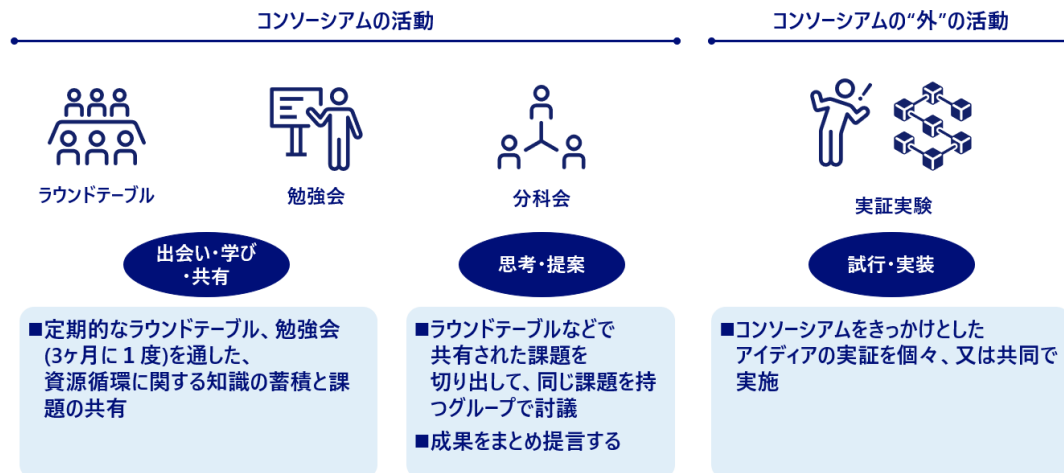 コンソーシアムの活動
コンソーシアムの“外”の活動
ラウンドテーブル
勉強会
分科会
実証実験
出会い・学び
・共有
思考・提案
試行・実装
■定期的なラウンドテーブル、勉強会
(3ヶ月に１度)を通した、
資源循環に関する知識の蓄積と課
題の共有
■ラウンドテーブルなどで
共有された課題を
切り出して、同じ課題を持
つグループで討議
■成果をまとめ提言する
■コンソーシアムをきっかけとした
アイディアの実証を個々、又は共同で
実施